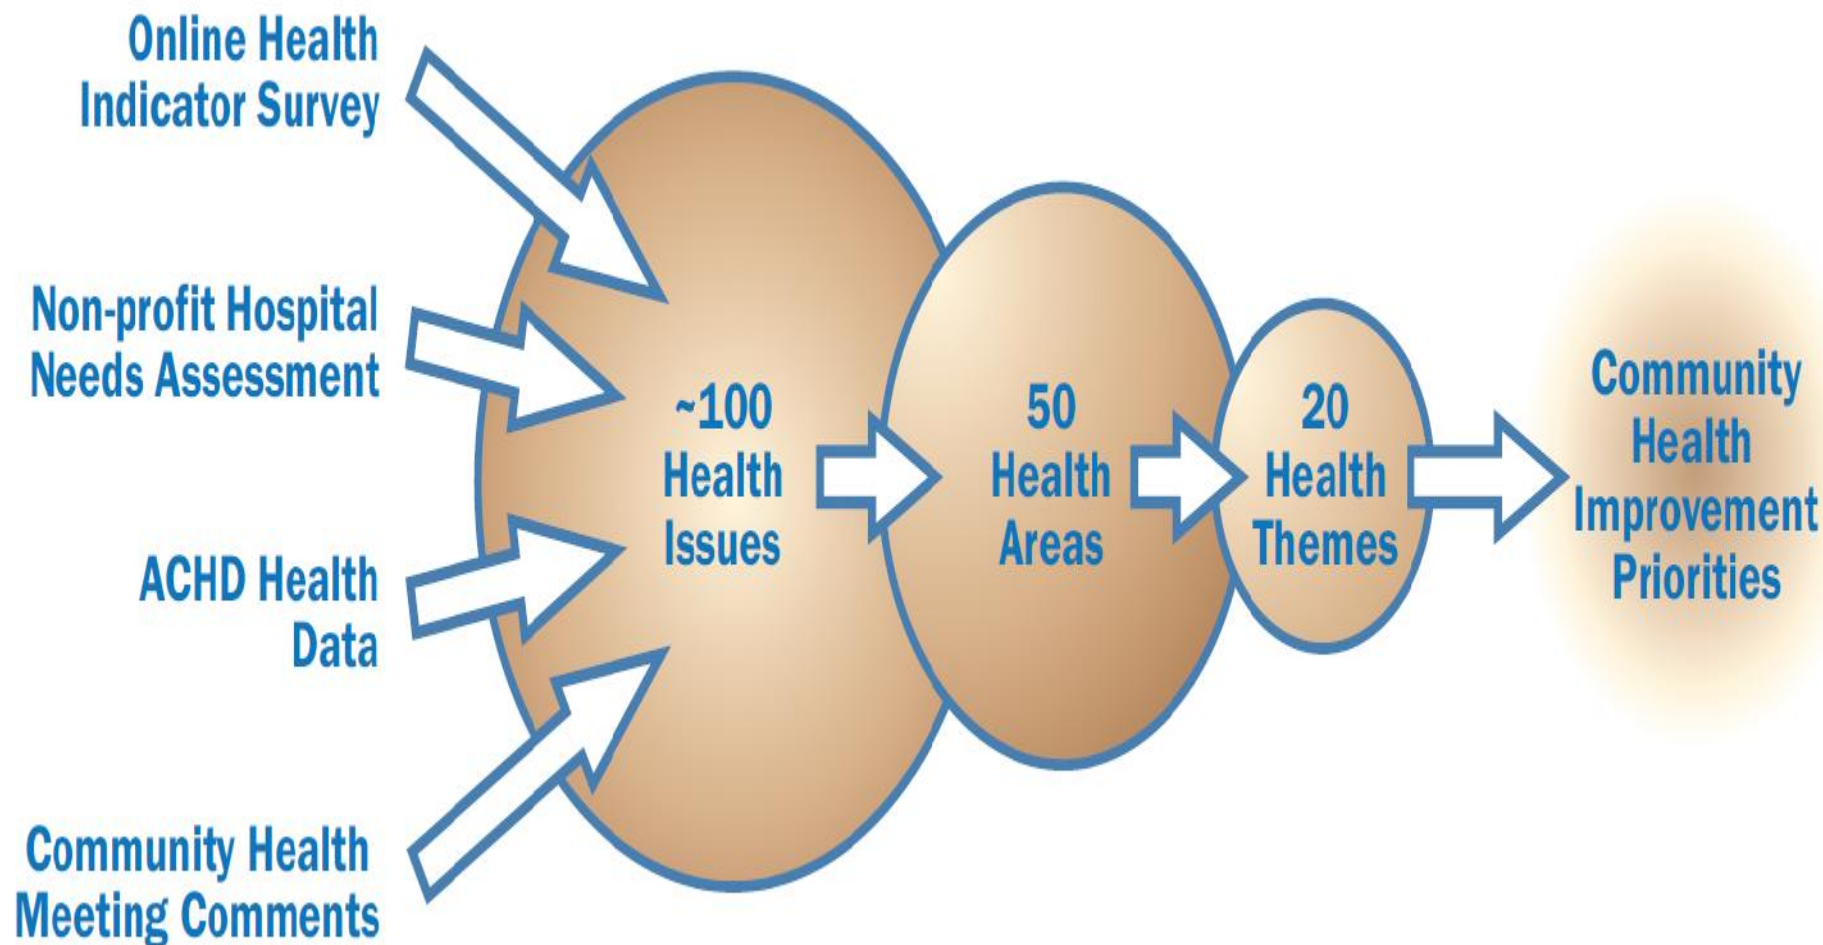 Online Health
Indicator Survey
Non-profit Hospital
Needs Assessment
ACHD Health
Data
Community Health
Meeting Comments
~100
Health
Issues
50
Health
Areas
20
Health
Themes
Community
Health
Improvement
Priorities